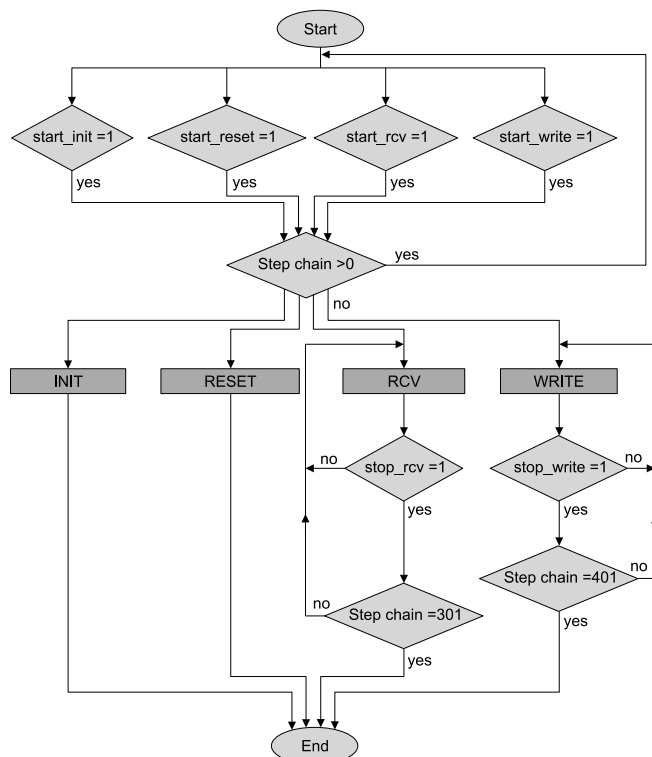 Start
start_init =1
start_reset =1
start_rcv =1
start_write =1
yes
yes
yes
yes
Step chain >0
yes
no
INIT
RESET
RCV
WRITE
no
stop_rcv =1
stop_write =1
no
yes
yes
Step chain =401
no
no
Step chain =301
yes
yes
End